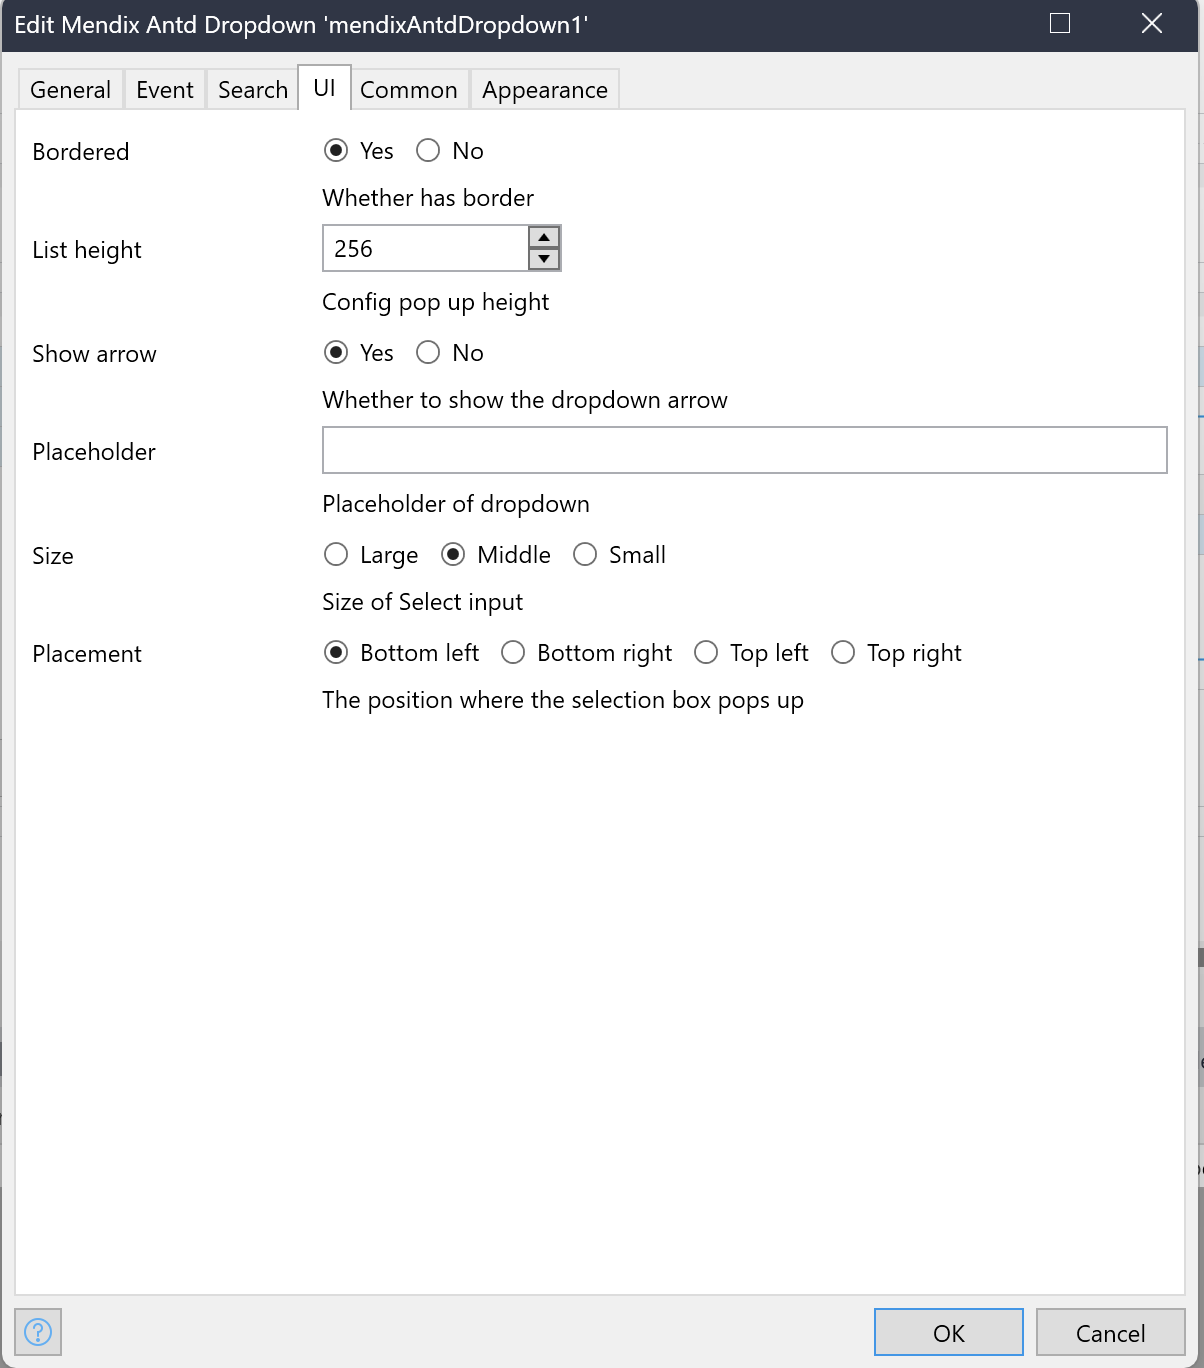 Edit Mendix Antd Dropdown 'mendixAntdDropdown1'
General Event Search UI Common Appearance
Bordered Yes No
Whether has border
List height 256
Config pop up height
Show arrow Yes No
Whether to show the dropdown arrow
Placeholder
Placeholder of dropdown
Size Large Middle Small
Size of Select input
Placement Bottom left Bottom right Top left Top right
The position where the selection box pops up
? OK Cancel